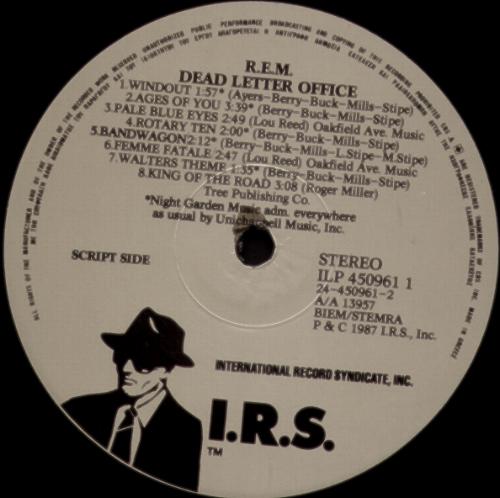 R.E.M.
DEAD LETTER OFFICE
1.WINDOUT 1:57* (Ayers-Berry-Buck-Mills-Stipe)
2.AGES OF YOU 3:39* (Berry-Buck-Mills-Stipe)
3.PALE BLUE EYES 2:49 (Lou Reed) Oakfield Ave. Music
4.ROTARY TEN 2:00* (Berry-Buck-Mills-Stipe)
5.BANDWAGON 2:12* (Berry-Buck-Mills-L.Stipe-M.Stipe)
6.FEMME FATALE 2:47 (Lou Reed) Oakfield Ave. Music
7.WALTERS THEME 1:35* (Berry-Buck-Mills-Stipe)
8.KING OF THE ROAD 3:08 (Roger Miller)
Tree Publishing Co.
*Night Garden Music adm. everywhere
as usual by Unichappell Music, Inc.
SCRIPT SIDE
STEREO
ILP 450961 1
24-450961-2
A/A 13957
BIEM/STEMRA
P & C 1987 I.R.S., Inc.
INTERNATIONAL RECORD SYNDICATE, INC.
I.R.S.
TM